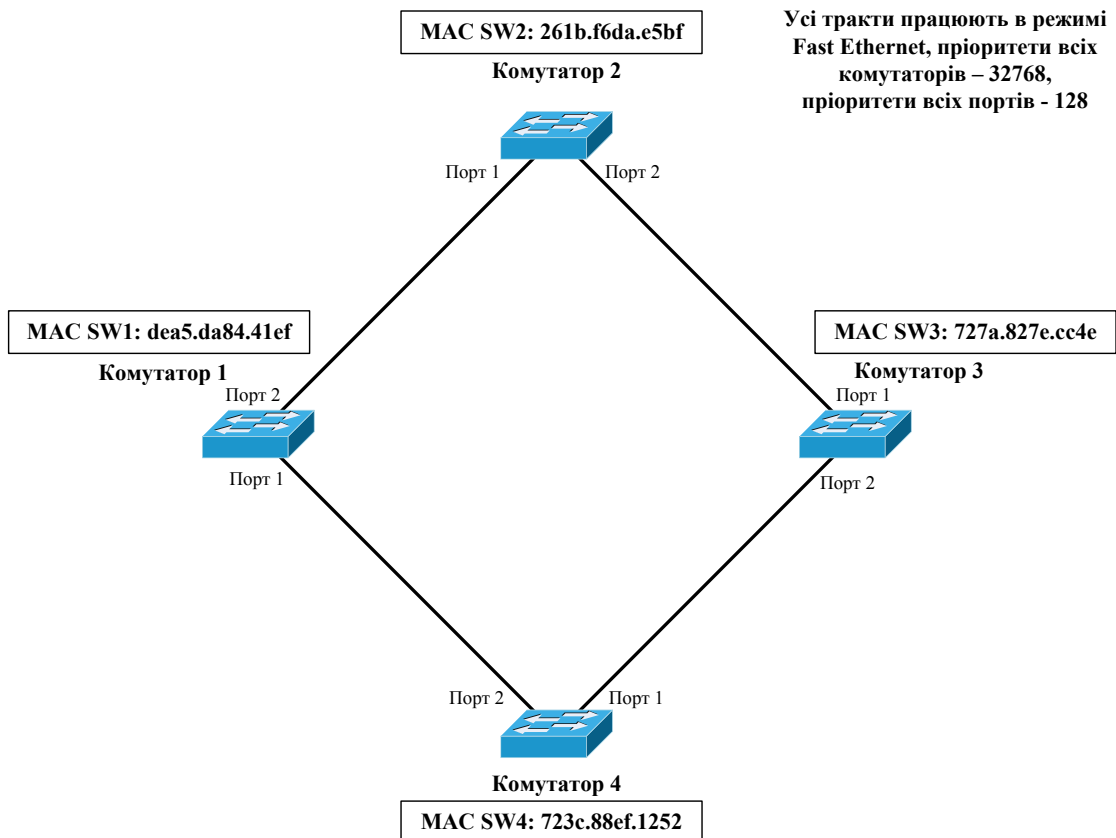 MAC SW2: 261b.f6da.e5bf
Комутатор 2
Усі тракти працюють в режимі
Fast Ethernet, пріоритети всіх
комутаторів – 32768,
пріоритети всіх портів - 128
Порт 1
Порт 2
MAC SW1: dea5.da84.41ef
Комутатор 1
MAC SW3: 727a.827e.cc4e
Комутатор 3
Порт 2
Порт 1
Порт 1
Порт 2
Порт 2
Порт 1
Комутатор 4
MAC SW4: 723c.88ef.1252